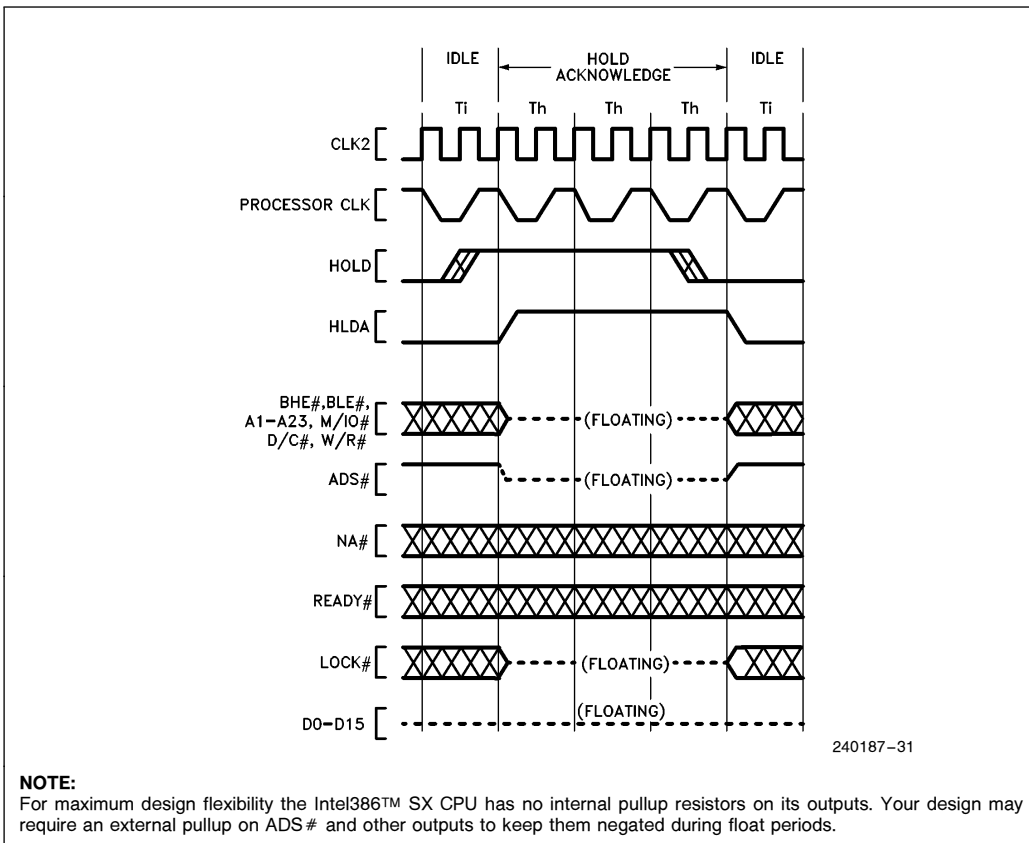 IDLE
HOLD
ACKNOWLEDGE
IDLE
Ti Th Th Th Ti
CLK2
PROCESSOR CLK
HOLD
HLDA
BHE#,BLE#,
A1–A23, M/IO#
D/C#, W/R#
(FLOATING)
ADS#
(FLOATING)
NA#
READY#
LOCK#
(FLOATING)
D0–D15
(FLOATING)
240187–31
NOTE:
For maximum design flexibility the Intel386™ SX CPU has no internal pullup resistors on its outputs. Your design may
require an external pullup on ADS# and other outputs to keep them negated during float periods.